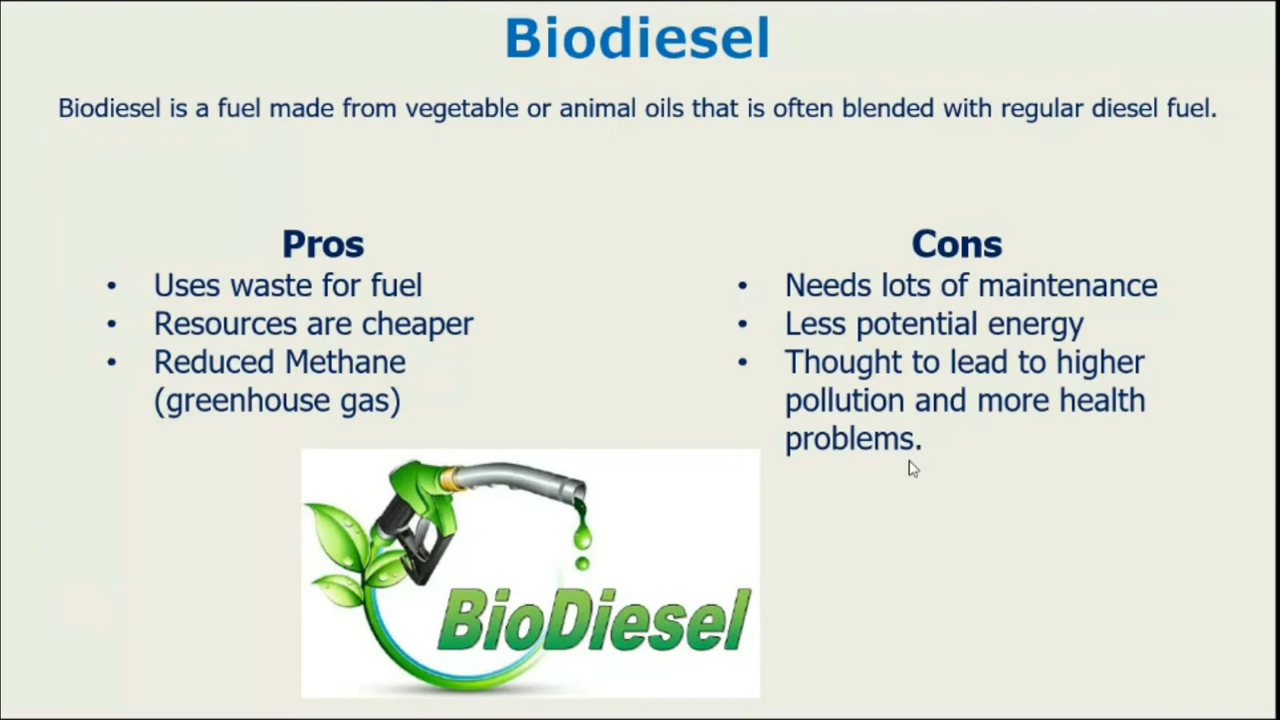 Biodiesel
Biodiesel is a fuel made from vegetable or animal oils that is often blended with regular diesel fuel.
Pros
• Uses waste for fuel
• Resources are cheaper
• Reduced Methane
(greenhouse gas)
Cons
• Needs lots of maintenance
• Less potential energy
• Thought to lead to higher
pollution and more health
problems.
BioDiesel